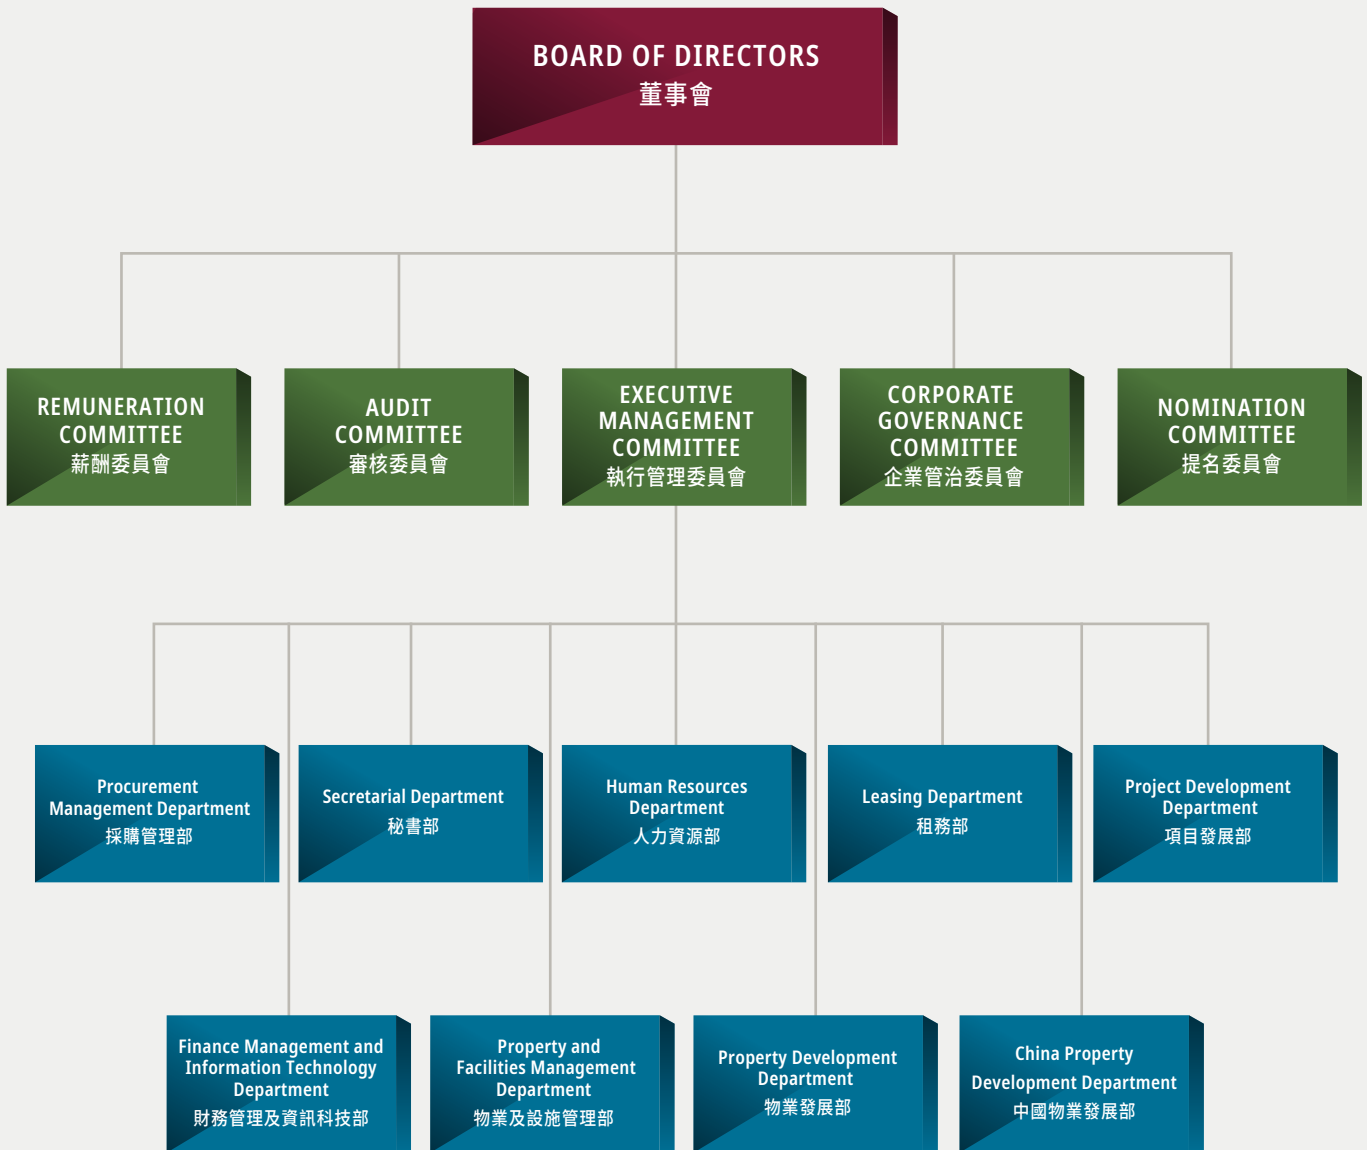 BOARD OF DIRECTORS
董事會
REMUNERATION
COMMITTEE
薪酬委員會
AUDIT
COMMITTEE
審核委員會
EXECUTIVE
MANAGEMENT
COMMITTEE
執行管理委員會
CORPORATE
GOVERNANCE
COMMITTEE
企業管治委員會
NOMINATION
COMMITTEE
提名委員會
Procurement
Management Department
採購管理部
Secretarial Department
秘書部
Human Resources
Department
人力資源部
Leasing Department
租務部
Project Development
Department
項目發展部
Finance Management and
Information Technology
Department
財務管理及資訊科技部
Property and
Facilities Management
Department
物業及設施管理部
Property Development
Department
物業發展部
China Property
Development Department
中國物業發展部